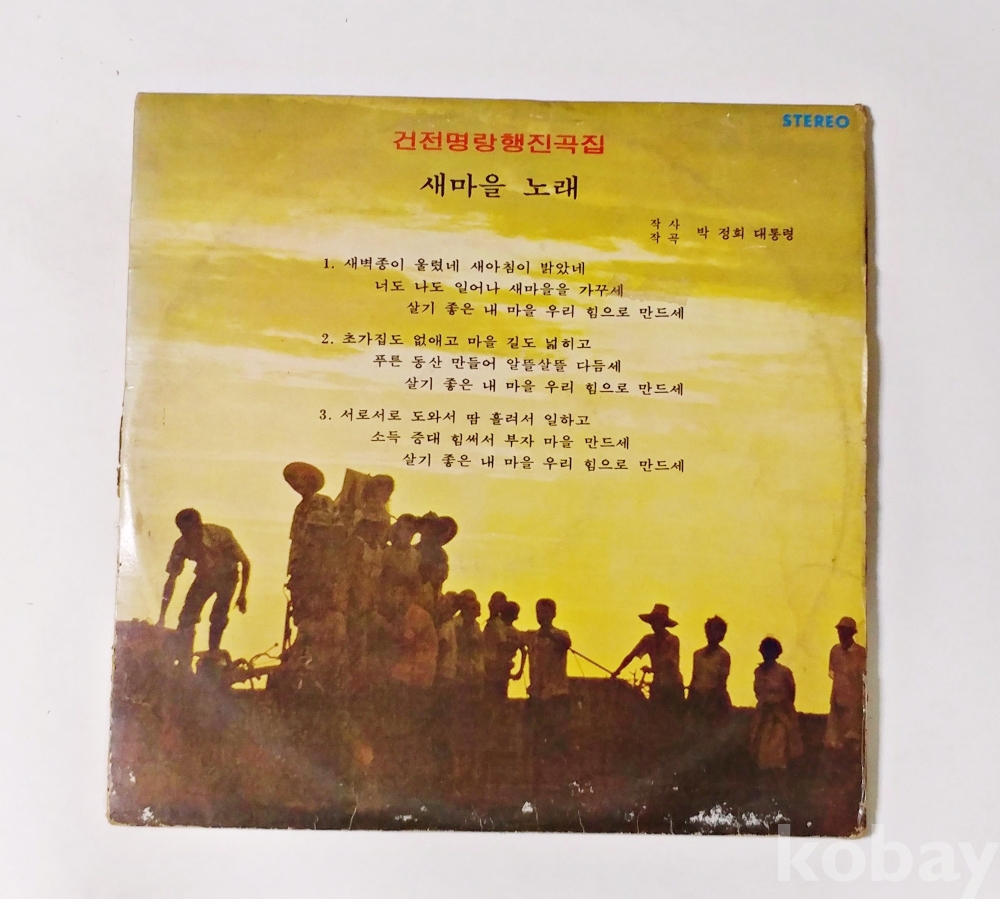 STEREO
건전명랑행진곡집
새마을 노래
작 사
작 곡 박 정희 대통령
1. 새벽종이 울렸네 새아침이 밝았네
너도 나도 일어나 새마을을 가꾸세
살기 좋은 내 마을 우리 힘으로 만드세
2. 초가집도 없애고 마을 길도 넓히고
푸른 동산 만들어 알뜰살뜰 다듬세
살기 좋은 내 마을 우리 힘으로 만드세
3. 서로서로 도와서 땀 흘려서 일하고
소득 증대 힘써서 부자 마을 만드세
살기 좋은 내 마을 우리 힘으로 만드세
kobay